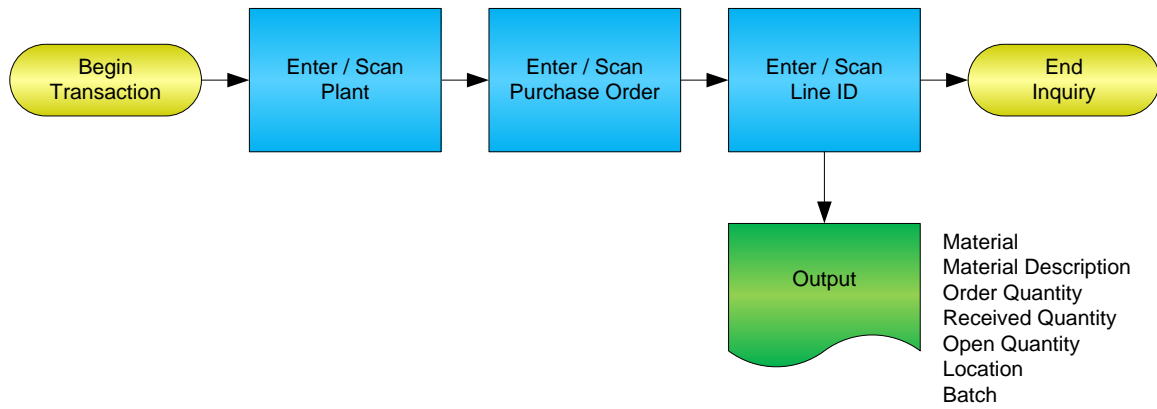 Begin
Transaction
Enter / Scan
Plant
Enter / Scan
Purchase Order
Enter / Scan
Line ID
End
Inquiry
Output
Material
Material Description
Order Quantity
Received Quantity
Open Quantity
Location
Batch